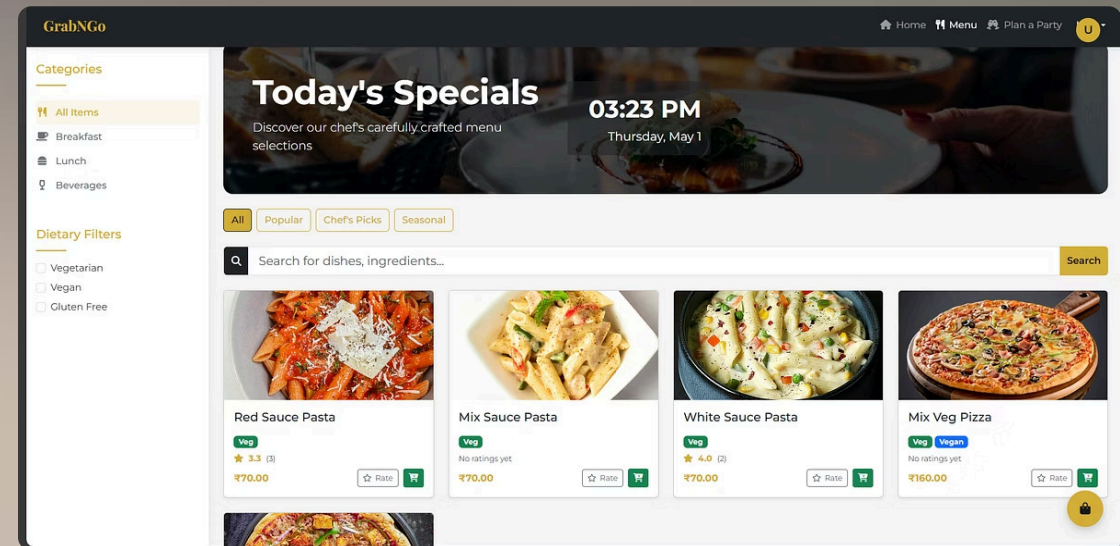 GrabNGo
Home Menu Plan a Party U
Categories
All Items
Breakfast
Lunch
Beverages
Dietary Filters
Vegetarian
Vegan
Gluten Free
Today's Specials
Discover our chef's carefully crafted menu
selections
03:23 PM
Thursday, May 1
All Popular Chef's Picks Seasonal
Search for dishes, ingredients... Search
Red Sauce Pasta
Veg
3.3 (3)
₹70.00 Rate
Mix Sauce Pasta
Veg
No ratings yet
₹70.00 Rate
White Sauce Pasta
Veg
4.0 (2)
₹70.00 Rate
Mix Veg Pizza
Veg Vegan
No ratings yet
₹160.00 Rate